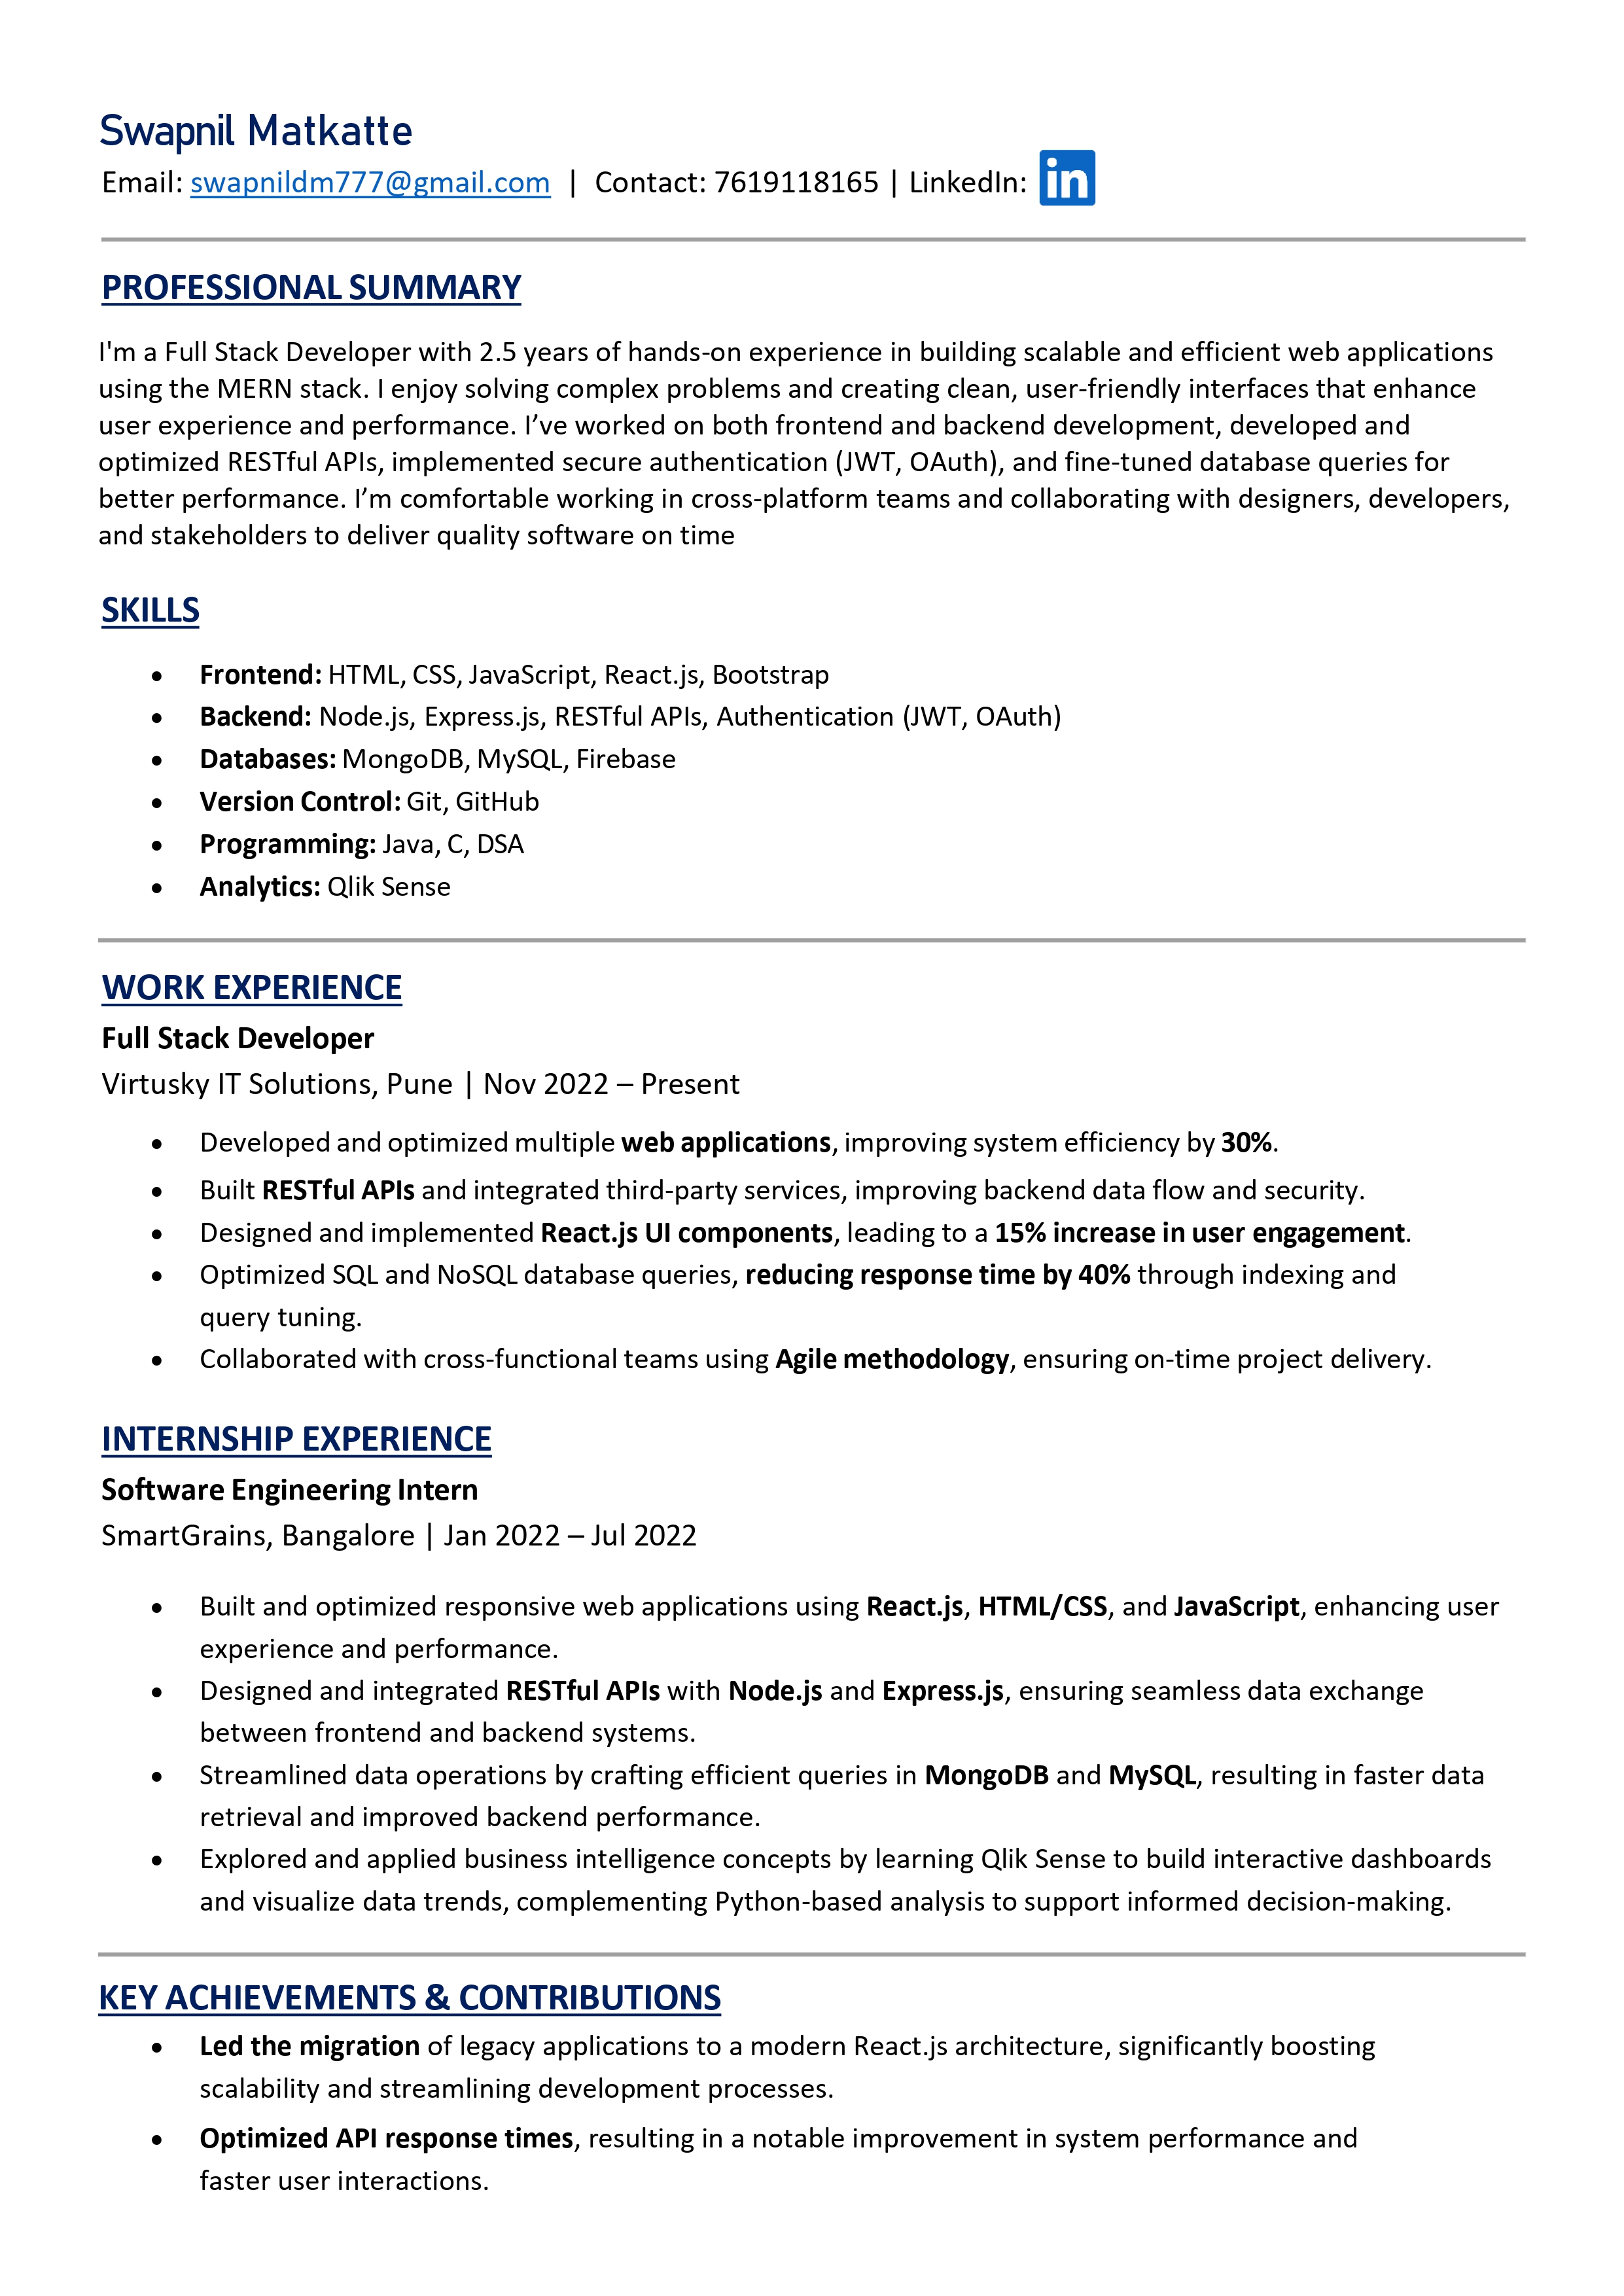 Swapnil Matkatte
Email: swapnildm777@gmail.com | Contact: 7619118165 | LinkedIn: in
PROFESSIONAL SUMMARY
I'm a Full Stack Developer with 2.5 years of hands-on experience in building scalable and efficient web applications
using the MERN stack. I enjoy solving complex problems and creating clean, user-friendly interfaces that enhance
user experience and performance. I’ve worked on both frontend and backend development, developed and
optimized RESTful APIs, implemented secure authentication (JWT, OAuth), and fine-tuned database queries for
better performance. I’m comfortable working in cross-platform teams and collaborating with designers, developers,
and stakeholders to deliver quality software on time
SKILLS
• Frontend: HTML, CSS, JavaScript, React.js, Bootstrap
• Backend: Node.js, Express.js, RESTful APIs, Authentication (JWT, OAuth)
• Databases: MongoDB, MySQL, Firebase
• Version Control: Git, GitHub
• Programming: Java, C, DSA
• Analytics: Qlik Sense
WORK EXPERIENCE
Full Stack Developer
Virtusky IT Solutions, Pune | Nov 2022 – Present
• Developed and optimized multiple web applications, improving system efficiency by 30%.
• Built RESTful APIs and integrated third-party services, improving backend data flow and security.
• Designed and implemented React.js UI components, leading to a 15% increase in user engagement.
• Optimized SQL and NoSQL database queries, reducing response time by 40% through indexing and
query tuning.
• Collaborated with cross-functional teams using Agile methodology, ensuring on-time project delivery.
INTERNSHIP EXPERIENCE
Software Engineering Intern
SmartGrains, Bangalore | Jan 2022 – Jul 2022
• Built and optimized responsive web applications using React.js, HTML/CSS, and JavaScript, enhancing user
experience and performance.
• Designed and integrated RESTful APIs with Node.js and Express.js, ensuring seamless data exchange
between frontend and backend systems.
• Streamlined data operations by crafting efficient queries in MongoDB and MySQL, resulting in faster data
retrieval and improved backend performance.
• Explored and applied business intelligence concepts by learning Qlik Sense to build interactive dashboards
and visualize data trends, complementing Python-based analysis to support informed decision-making.
KEY ACHIEVEMENTS & CONTRIBUTIONS
• Led the migration of legacy applications to a modern React.js architecture, significantly boosting
scalability and streamlining development processes.
• Optimized API response times, resulting in a notable improvement in system performance and
faster user interactions.